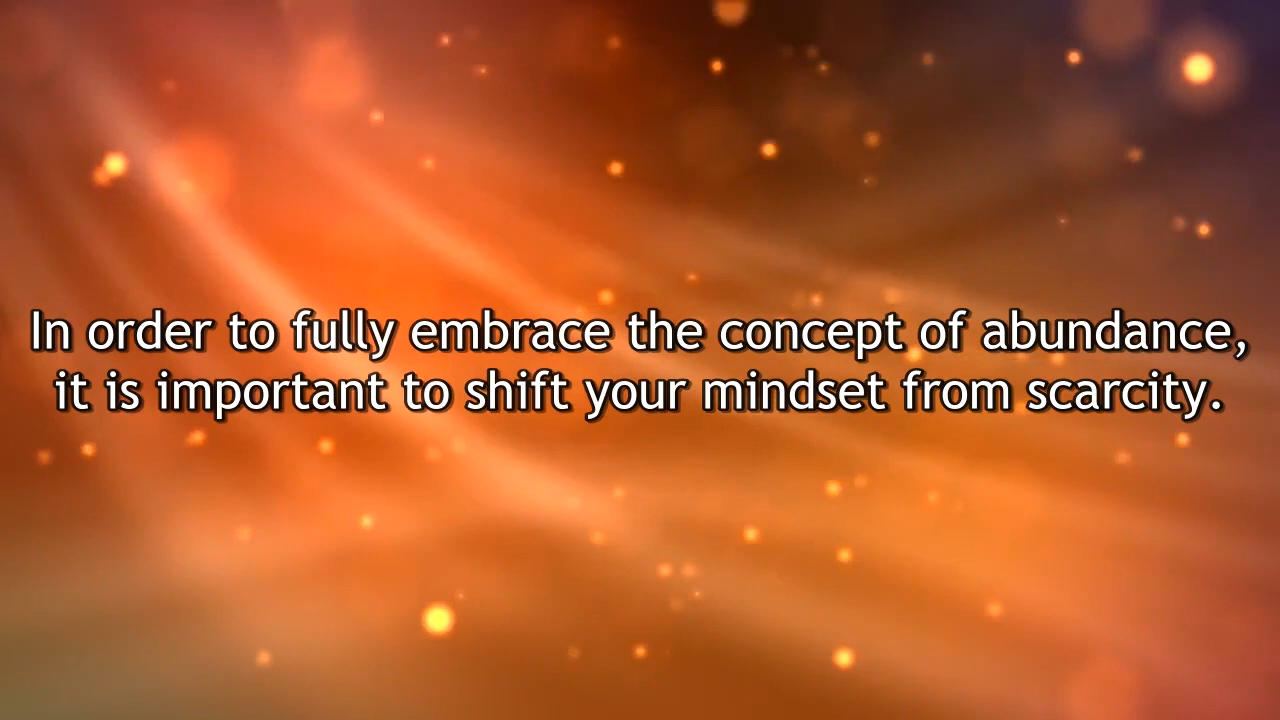 In order to fully embrace the concept of abundance,
it is important to shift your mindset from scarcity.